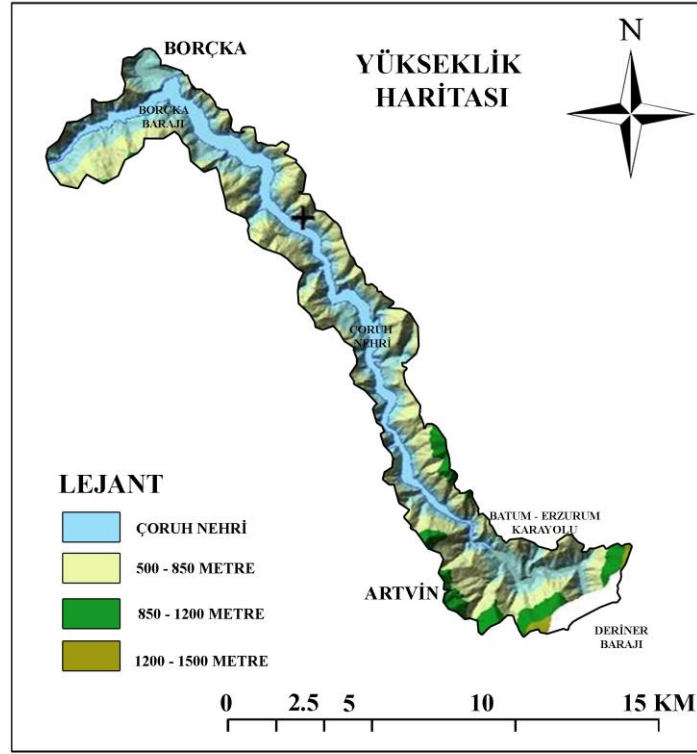 BORÇKA
YÜKSEKLİK
HARİTASI
N
BORÇKA
BARAJI
ÇORUH
NEHRİ
LEJANT
ÇORUH NEHRİ
500 - 850 METRE
850 - 1200 METRE
1200 - 1500 METRE
BATUM - ERZURUM
KARAYOLU
ARTVİN
DERİNER
BARAJI
0 2.5 5 10 15 KM